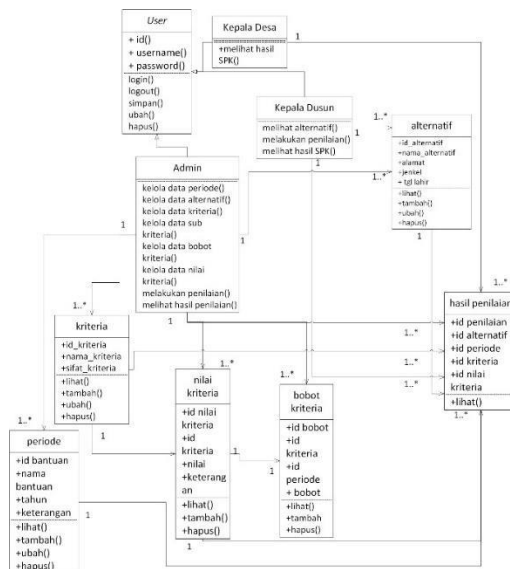 User
+ id()
+ username()
+ password()
login()
logout()
simpan()
ubah()
hapus()
Kepala Desa
+melihat hasil
SPK()
1
1
Kepala Dusun
melihat alternatif()
melakukan penilaian()
melihat hasil SPK()
1
1..*
1..*
alternatif
+id_alternatif
+nama_alternatif
+alamat
+jenkel
+ tgl lahir
+lihat()
+tambah()
+ubah()
+hapus()
1
Admin
kelola data periode()
kelola data alternatif()
kelola data kriteria()
kelola data sub
kriteria()
kelola data bobot
kriteria()
kelola data nilai
kriteria()
melakukan penilaian()
melihat hasil penilaian()
1
1
1
1
1..*
kriteria
+id_kriteria
+nama_kriteria
+sifat_kriteria
+lihat()
+tambah()
+ubah()
+hapus()
1
1..*
hasil penilaian
+id penilaian
+id alternatif
+id periode
+id kriteria
+id nilai
kriteria
+lihat()
1..*
1..*
1..*
1..*
nilai
kriteria
+id nilai
kriteria
+id
kriteria
+nilai
+keterang
an
+lihat()
+tambah()
+hapus()
1..*
1
1
1
bobot
kriteria
+id bobot
+id
kriteria
+id
periode
+ bobot
+lihat()
+tambah
+hapus()
1..*
1..*
periode
+id bantuan
+nama
bantuan
+tahun
+keterangan
+lihat()
+tambah()
+ubah()
+hapus()
1